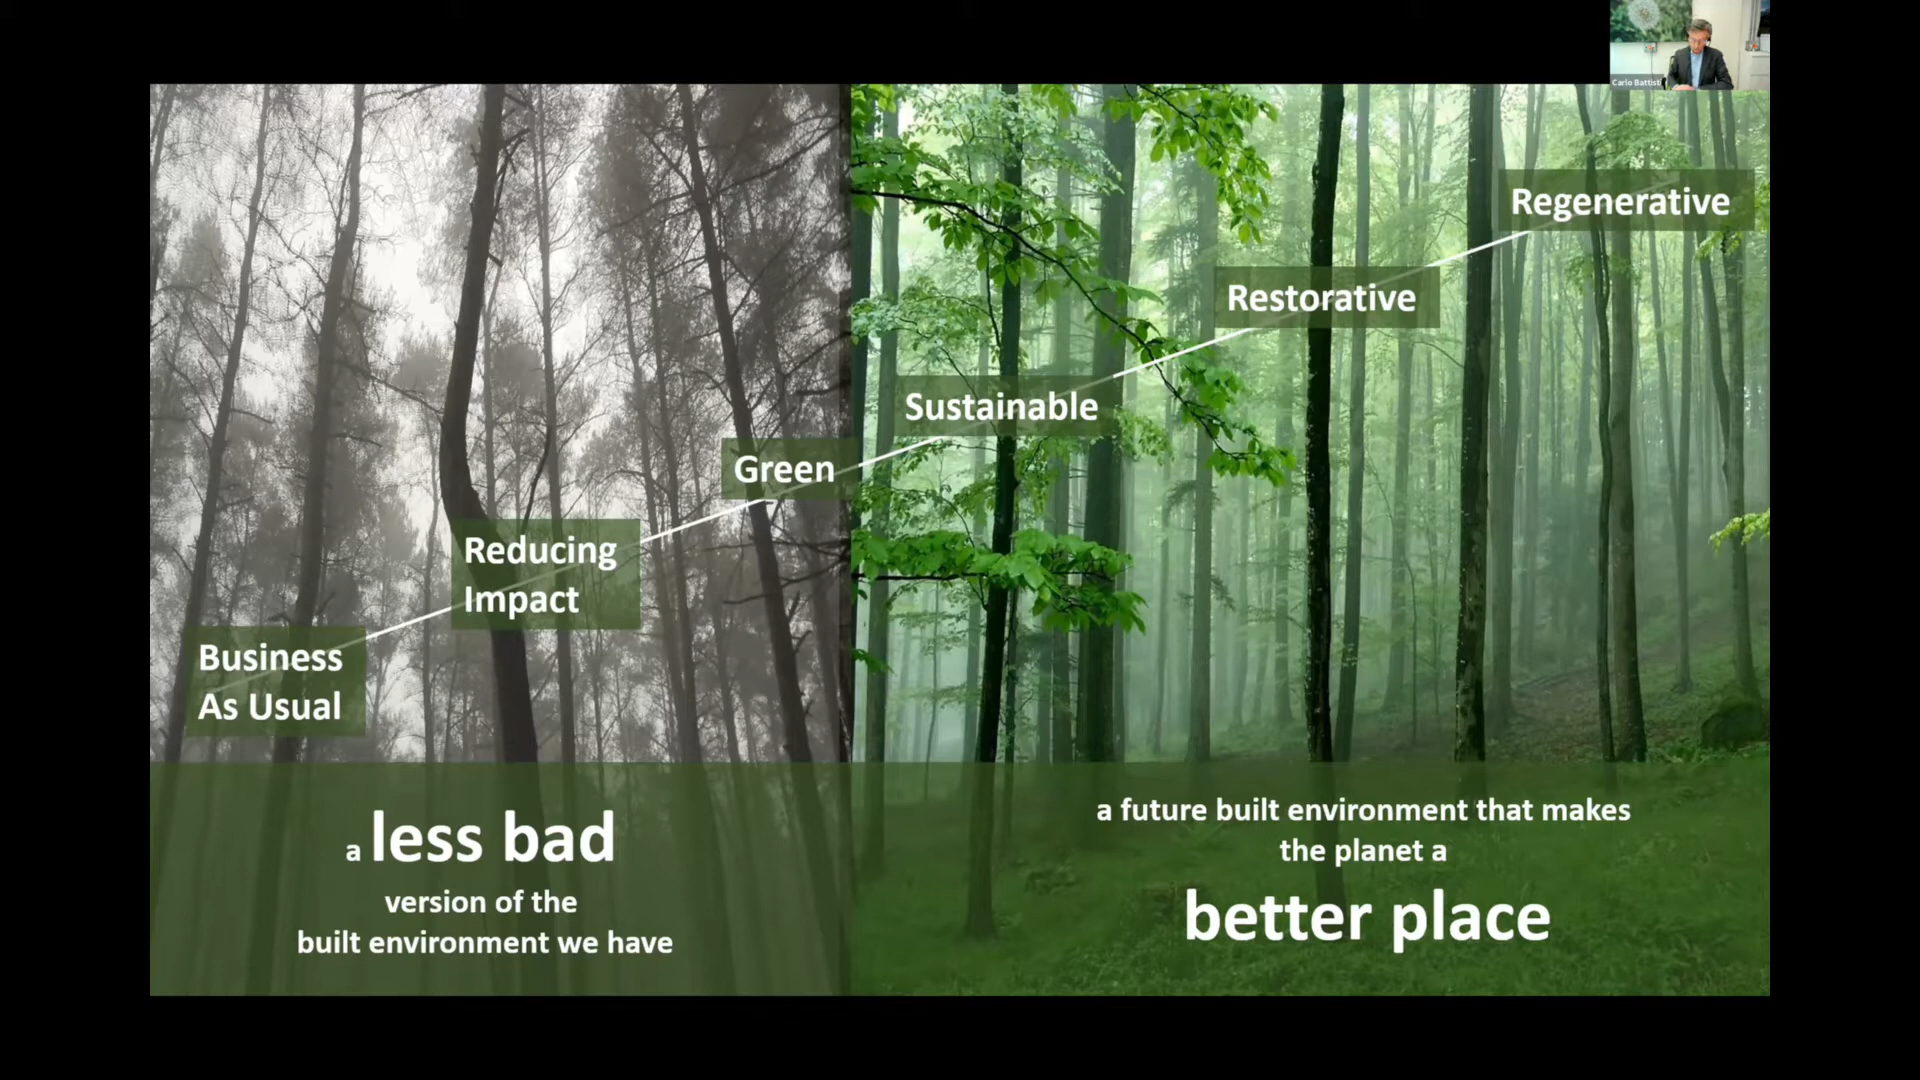 Carlo Battisti
Regenerative
Restorative
Sustainable
Green
Reducing
Impact
Business
As Usual
a less bad
version of the
built environment we have
a future built environment that makes
the planet a
better place